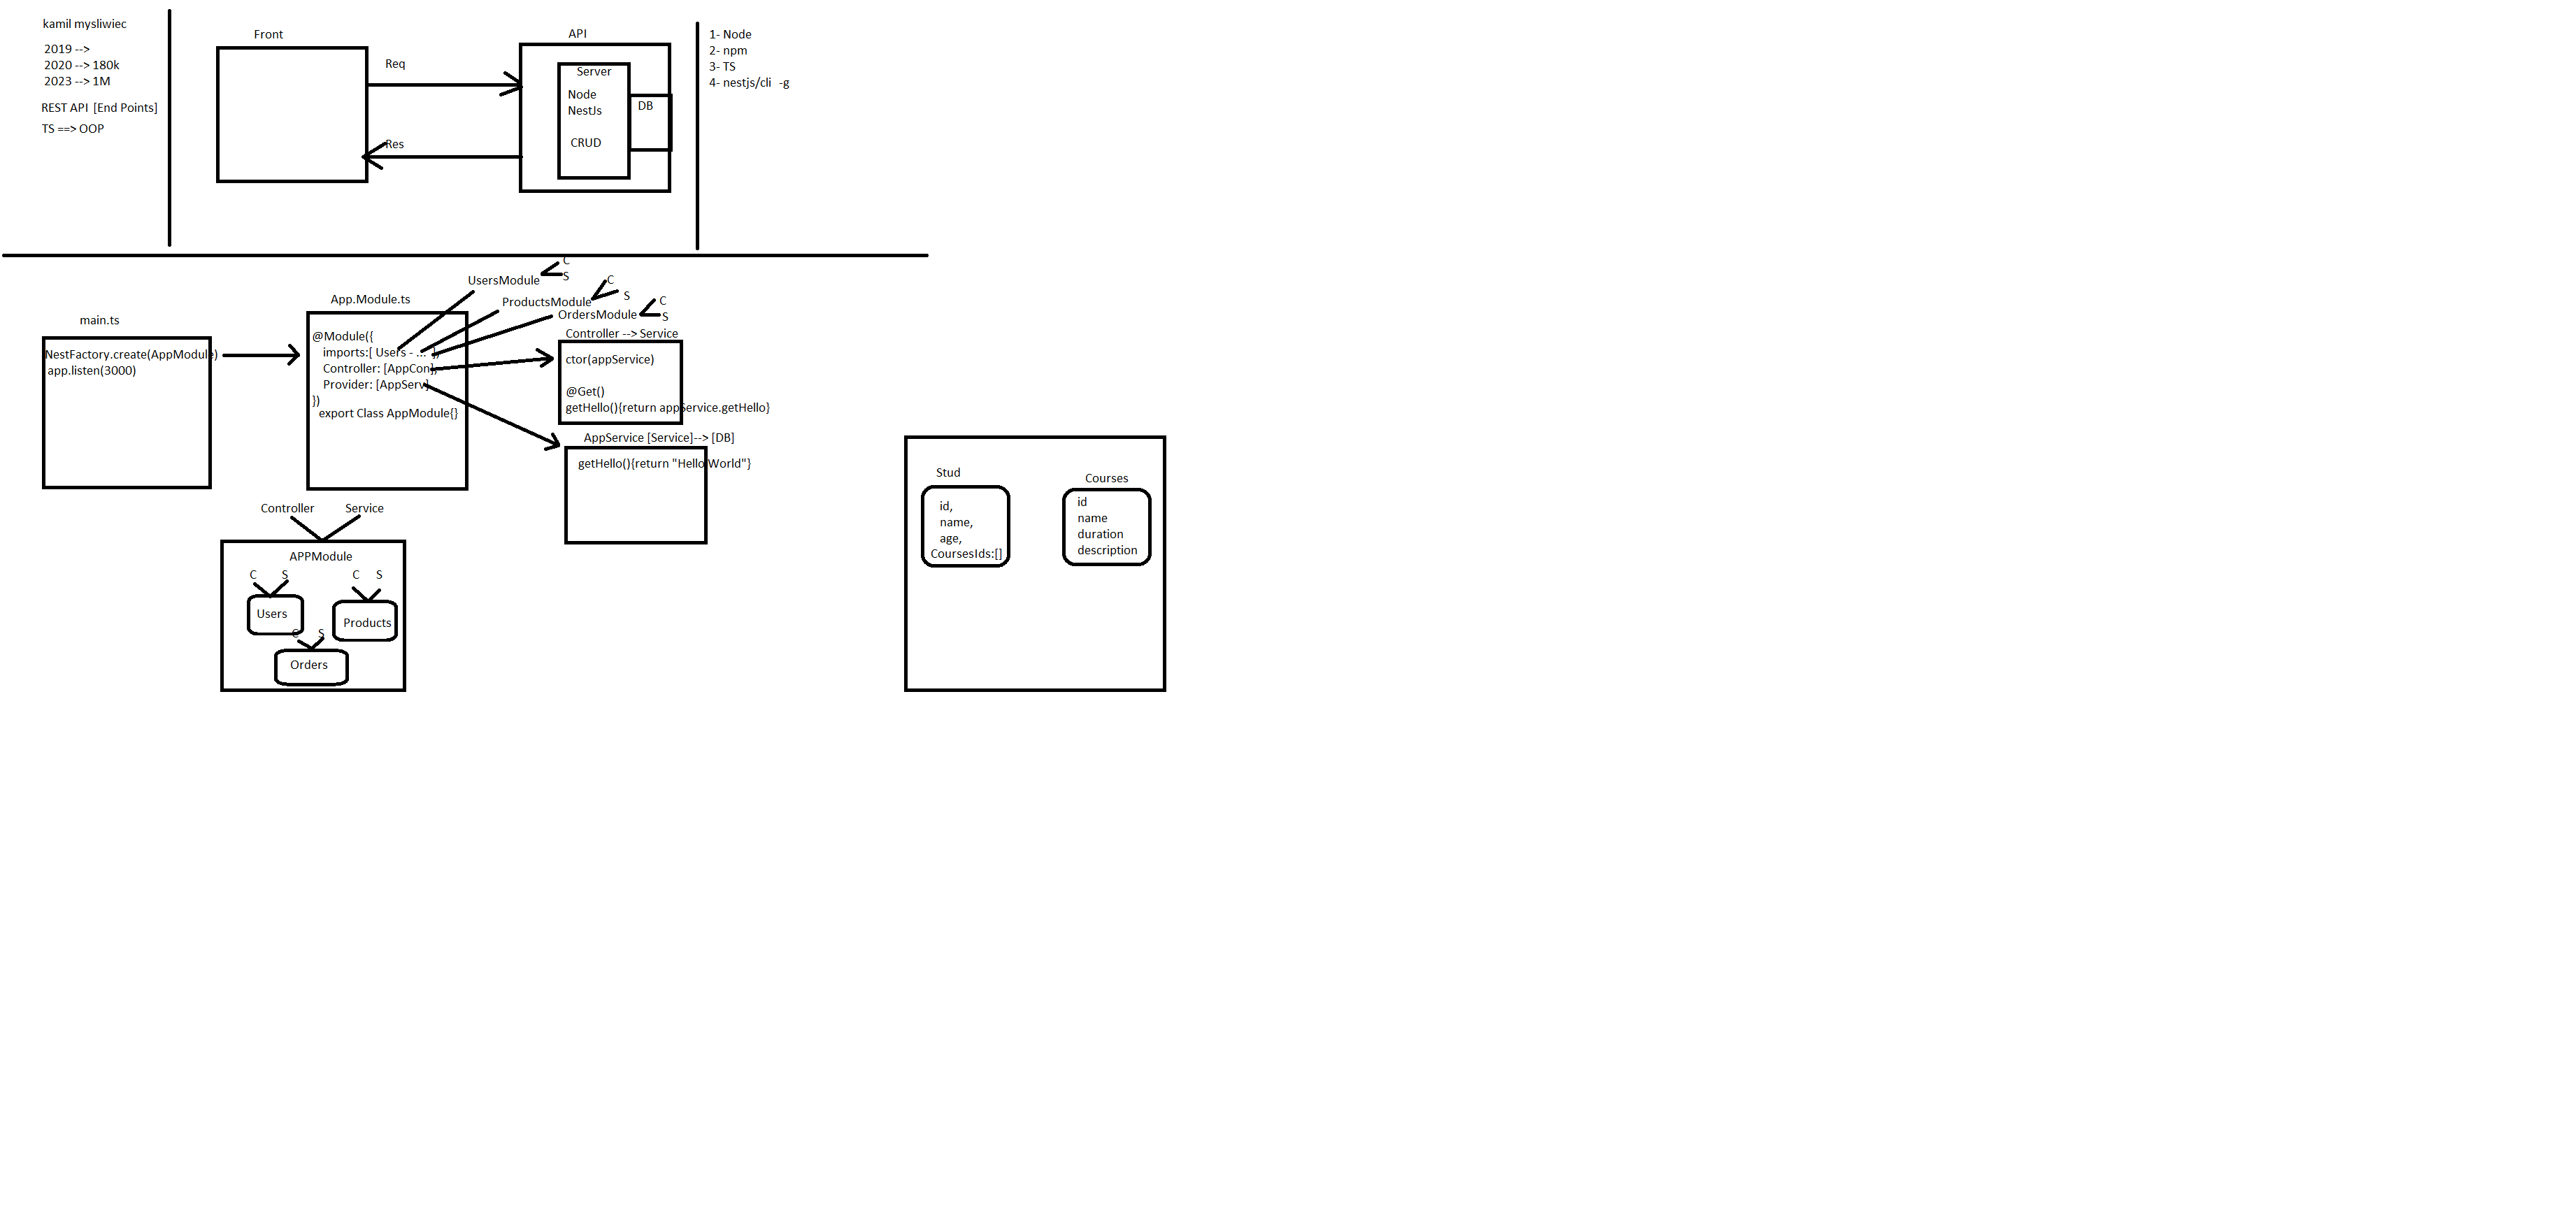 kamil mysliwiec
2019 -->
2020 --> 180k
2023 --> 1M
REST API [End Points]
TS ==> OOP
Front
Req
Res
API
Server
Node
NestJs
CRUD
DB
1- Node
2- npm
3- TS
4- nestjs/cli -g
main.ts
NestFactory.create(AppModule)
app.listen(3000)
App.Module.ts
@Module({
imports:[ Users - ... ],
Controller: [AppCon],
Provider: [AppServ]
})
export Class AppModule{}
UsersModule
C
S
ProductsModule
C
S
OrdersModule
C
S
Controller --> Service
ctor(appService)
@Get()
getHello(){return appService.getHello}
AppService [Service]--> [DB]
getHello(){return "Hello World"}
Controller
Service
APPModule
C
S
Users
C
S
Products
C
S
Orders
Stud
id,
name,
age,
CoursesIds:[]
Courses
id
name
duration
description